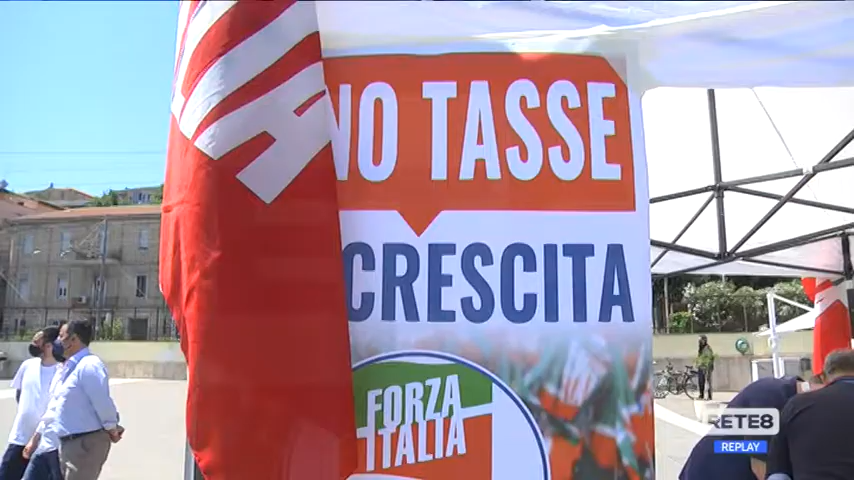 NO TASSE
CRESCITA
FORZA
ITALIA
RETE8
REPLAY